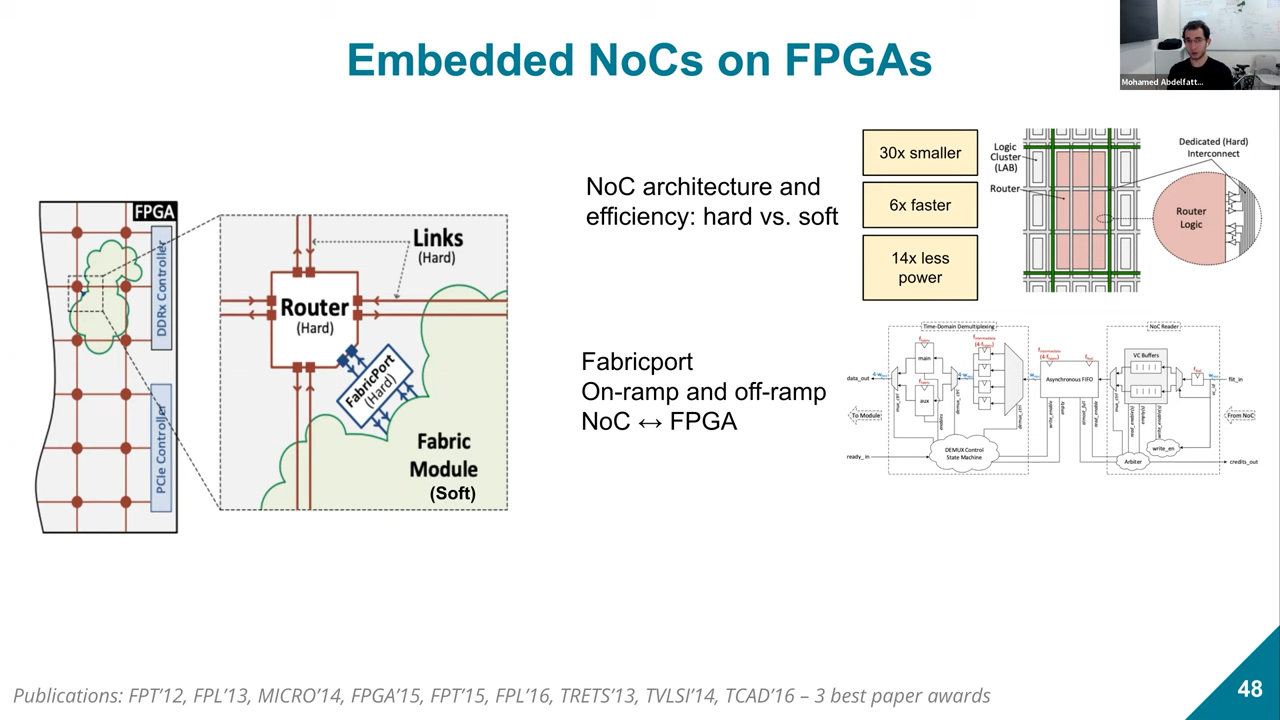 Embedded NoCs on FPGAs
Mohamed Abdelfatt...
FPGA
DDRx Controller
PCIe Controller
Links
(Hard)
Router
(Hard)
FabricPort
(Hard)
Fabric
Module
(Soft)
NoC architecture and
efficiency: hard vs. soft
30x smaller
6x faster
14x less
power
Logic
Cluster
(LAB)
Router
Dedicated (Hard)
Interconnect
Router
Logic
Fabricport
On-ramp and off-ramp
NoC ↔ FPGA
Time-Domain Demultiplexing
NoC Reader
main
aux
data_out
To Module
ready_in
DEMUX Control
State Machine
Asynchronous FIFO
VC Buffers
flit_in
From NoC
write_en
Arbiter
credits_out
Publications: FPT’12, FPL’13, MICRO’14, FPGA’15, FPT’15, FPL’16, TRETS’13, TVLSI’14, TCAD’16 – 3 best paper awards
48